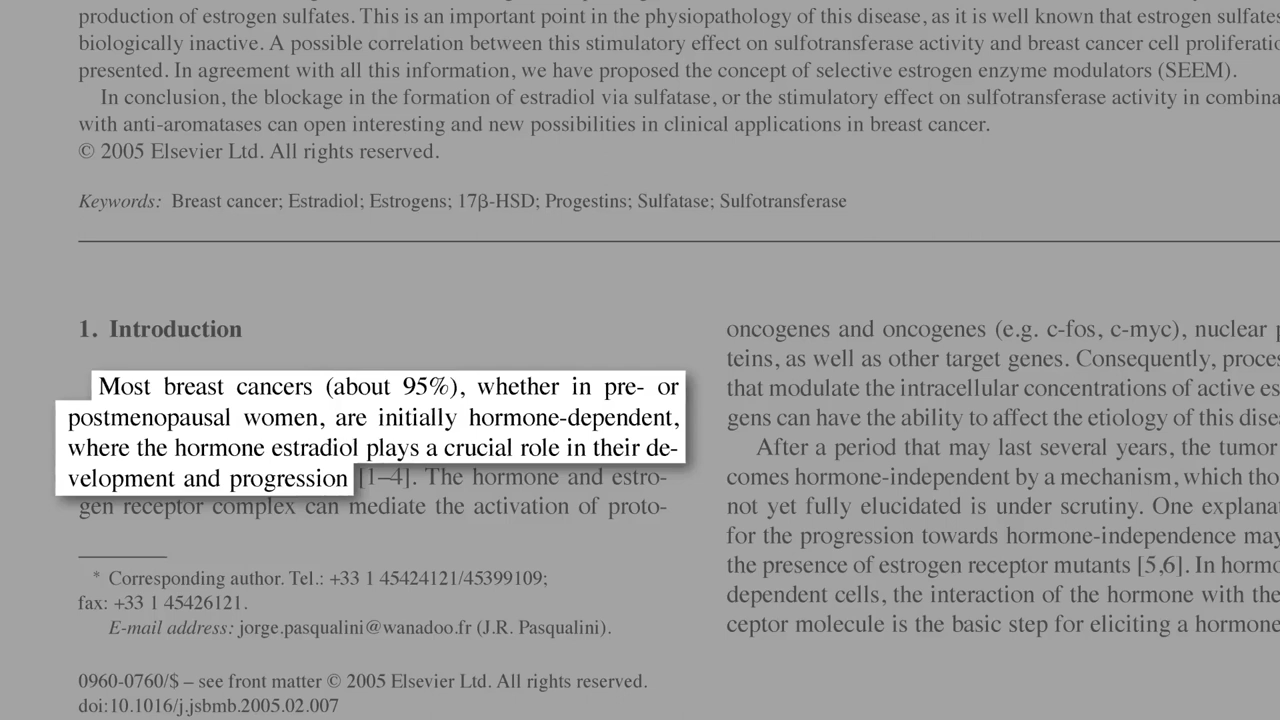 production of estrogen sulfates. This is an important point in the physiopathology of this disease, as it is well known that estrogen sulfates
biologically inactive. A possible correlation between this stimulatory effect on sulfotransferase activity and breast cancer cell
presented. In agreement with all this information, we have proposed the concept of selective estrogen enzyme modulators (SEEM).
In conclusion, the blockage in the formation of estradiol via sulfatase, or the stimulatory effect on sulfotransferase activity in
with anti-aromatases can open interesting and new possibilities in clinical applications in breast cancer.
© 2005 Elsevier Ltd. All rights reserved.
Keywords: Breast cancer; Estradiol; Estrogens; 17β-HSD; Progestins; Sulfatase; Sulfotransferase
1. Introduction
Most breast cancers (about 95%), whether in pre- or
postmenopausal women, are initially hormone-dependent,
where the hormone estradiol plays a crucial role in their de-
velopment and progression [1–4]. The hormone and estro-
gen receptor complex can mediate the activation of proto-
* Corresponding author. Tel.: +33 1 45424121/45399109;
fax: +33 1 45426121.
E-mail address: jorge.pasqualini@wanadoo.fr (J.R. Pasqualini).
0960-0760/$ – see front matter © 2005 Elsevier Ltd. All rights reserved.
doi:10.1016/j.jsbmb.2005.02.007
oncogenes and oncogenes (e.g. c-fos, c-myc), nuclear
teins, as well as other target genes. Consequently,
that modulate the intracellular concentrations of active
gens can have the ability to affect the etiology of this
After a period that may last several years, the tumor
comes hormone-independent by a mechanism, which
not yet fully elucidated is under scrutiny. One
for the progression towards hormone-independence may
the presence of estrogen receptor mutants [5,6]. In
dependent cells, the interaction of the hormone with the
ceptor molecule is the basic step for eliciting a hormone